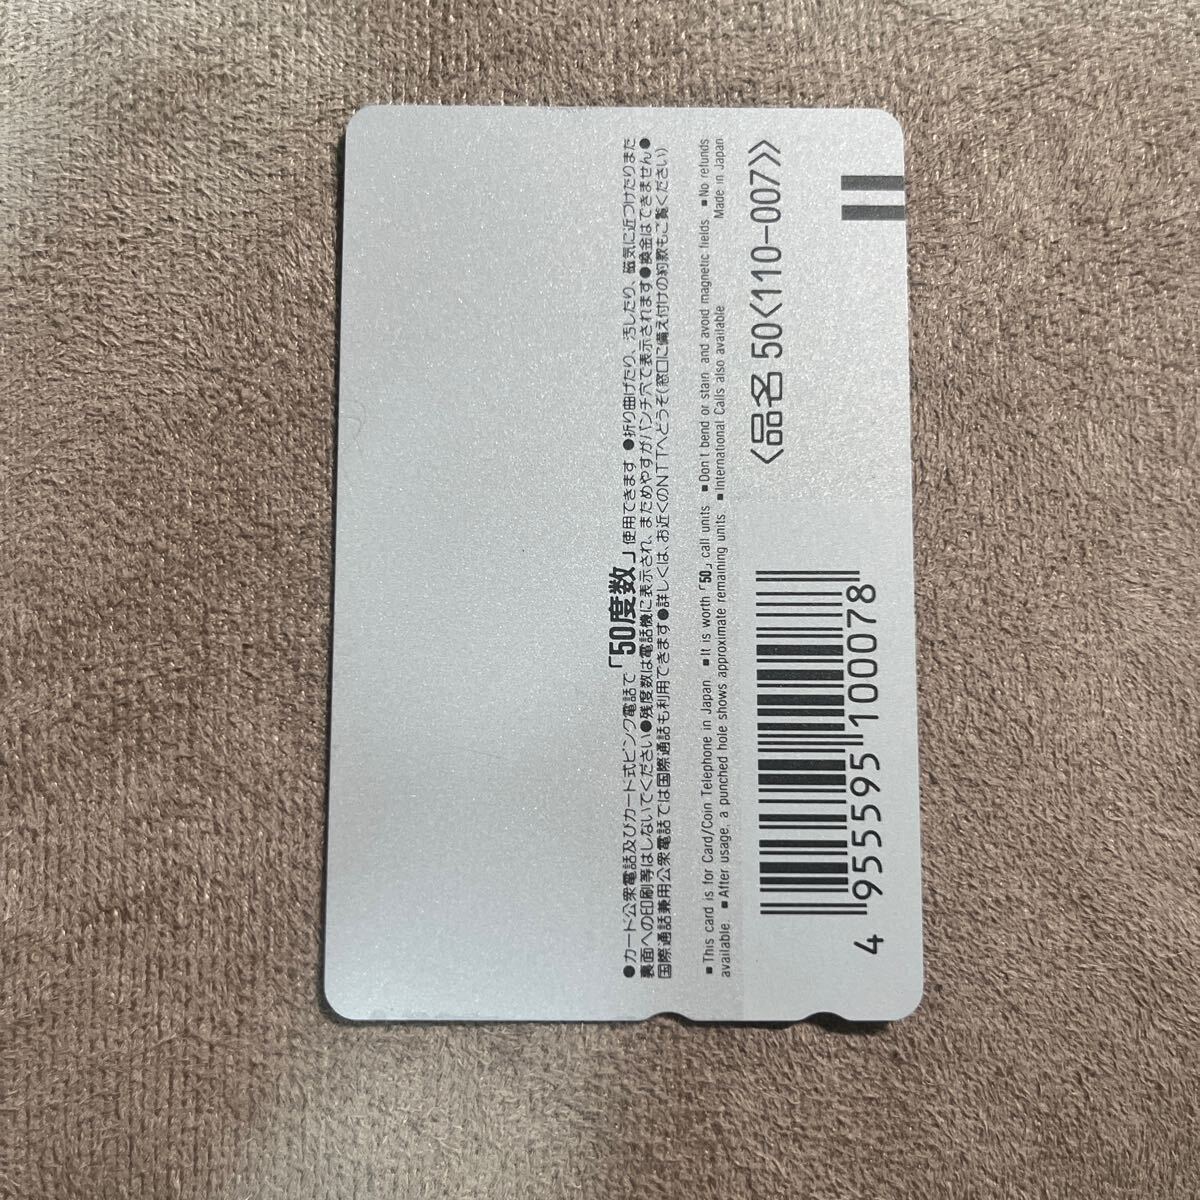 ●カード公衆電話及びカード式ピンク電話で「50度数」使用できます ●折り曲げたり、汚したり、磁気に近づけたりまた
裏面への印刷等はしないでください●残度数は電話機に表示され、まためやすがパンチ穴で表示されます●換金はできません●
国際通話兼用公衆電話では国際通話も利用できます●詳しくは、お近くのNTTへどうぞ(窓口に備え付けの約款もご覧ください)
■This card is for Card/Coin Telephone in Japan ■It is worth「50」call units ■Don't bend or stain and avoid magnetic fields ■No refunds
available ■After usage, a punched hole shows approximate remaining units ■International Calls also available Made in Japan
<品名 50<110-007>>
4 955595 100078